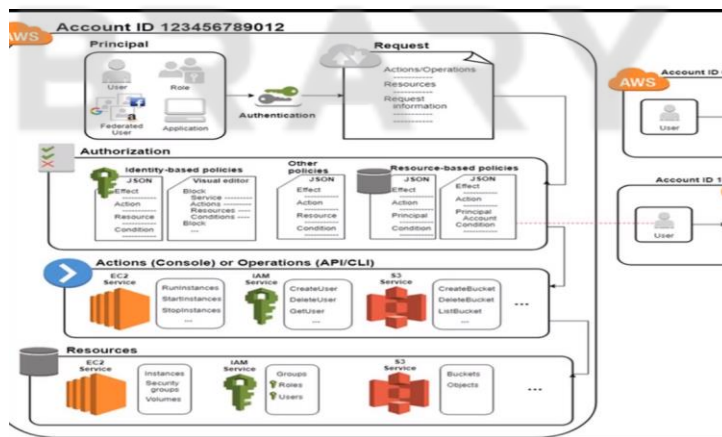 BRARY
AWS
Account ID 123456789012
Principal
User
Role
G
f
a
Federated
User
Application
Authentication
Request
Actions/Operations
Resources
Request
information
AWS
Account ID
User
Account ID 1
User
Authorization
Identity-based policies
JSON
Effect
Action
Resource
Condition
Visual editor
Block
Service
Actions
Resources
Conditions
Block
...
Other
policies
JSON
Effect
Action
Resource
Condition
Resource-based policies
JSON
Effect
Action
Principal
Condition
JSON
Effect
Action
Principal
Account
Condition
Actions (Console) or Operations (API/CLI)
EC2
Service
RunInstances
StartInstances
StopInstances
...
IAM
Service
CreateUser
DeleteUser
GetUser
...
S3
Service
CreateBucket
DeleteBucket
ListBucket
...
...
Resources
EC2
Service
Instances
Security
groups
Volumes
IAM
Service
Groups
Roles
Users
S3
Service
Buckets
Objects
...